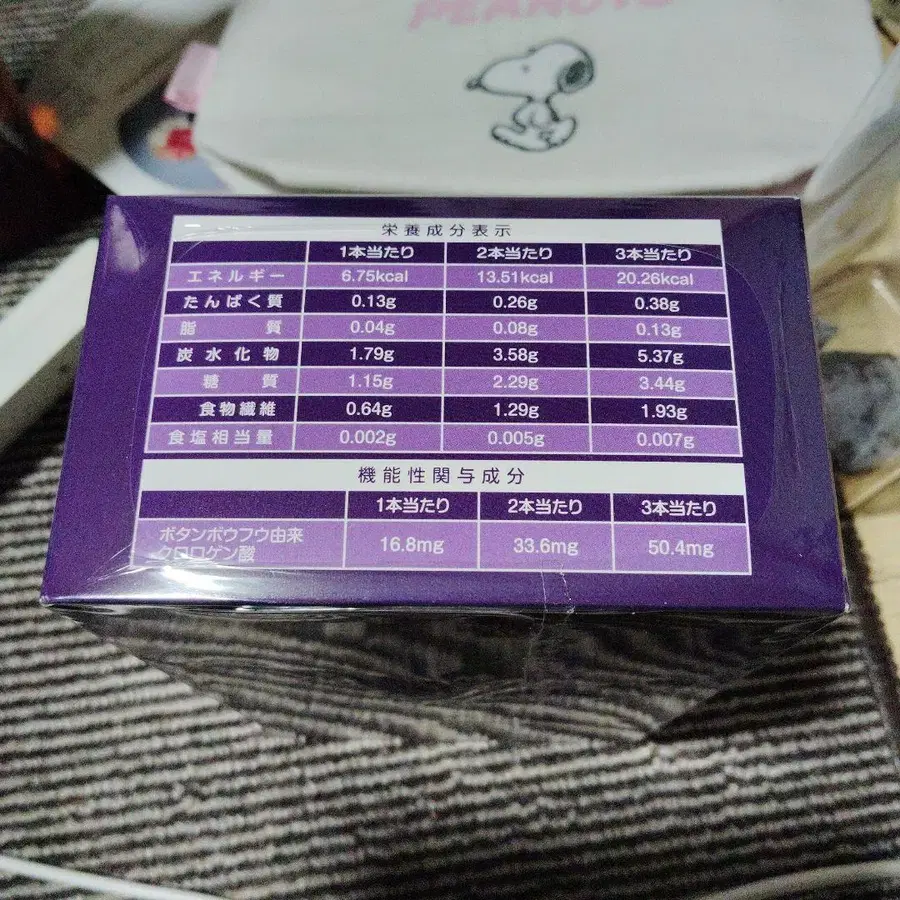 PEANUTS
栄養成分表示
1本当たり 2本当たり 3本当たり
エネルギー 6.75kcal 13.51kcal 20.26kcal
たんぱく質 0.13g 0.26g 0.38g
脂質 0.04g 0.08g 0.13g
炭水化物 1.79g 3.58g 5.37g
糖質 1.15g 2.29g 3.44g
食物繊維 0.64g 1.29g 1.93g
食塩相当量 0.002g 0.005g 0.007g
機能性関与成分
1本当たり 2本当たり 3本当たり
ボタンボウフウ由来
クロロゲン酸 16.8mg 33.6mg 50.4mg